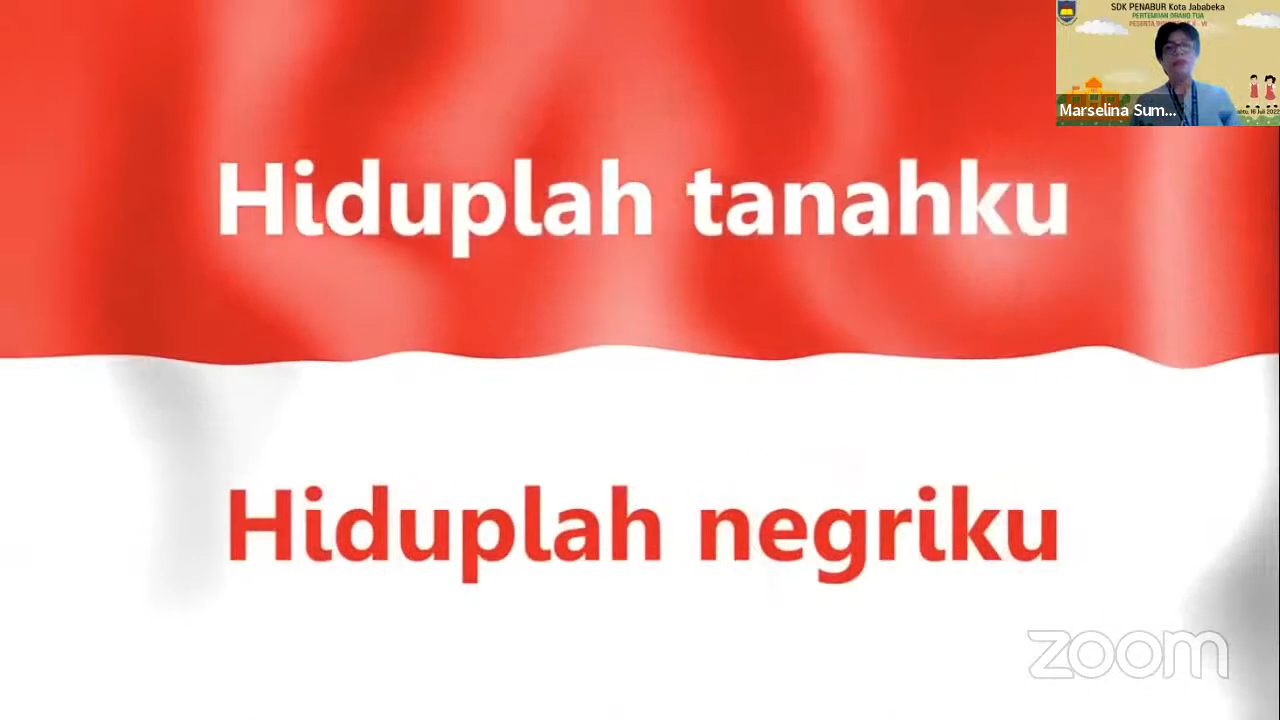 SDK PENABUR Kota Jababeka
PERTEMUAN ORANG TUA
Marselina Sum...
Hiduplah tanahku
Hiduplah negriku
zoom